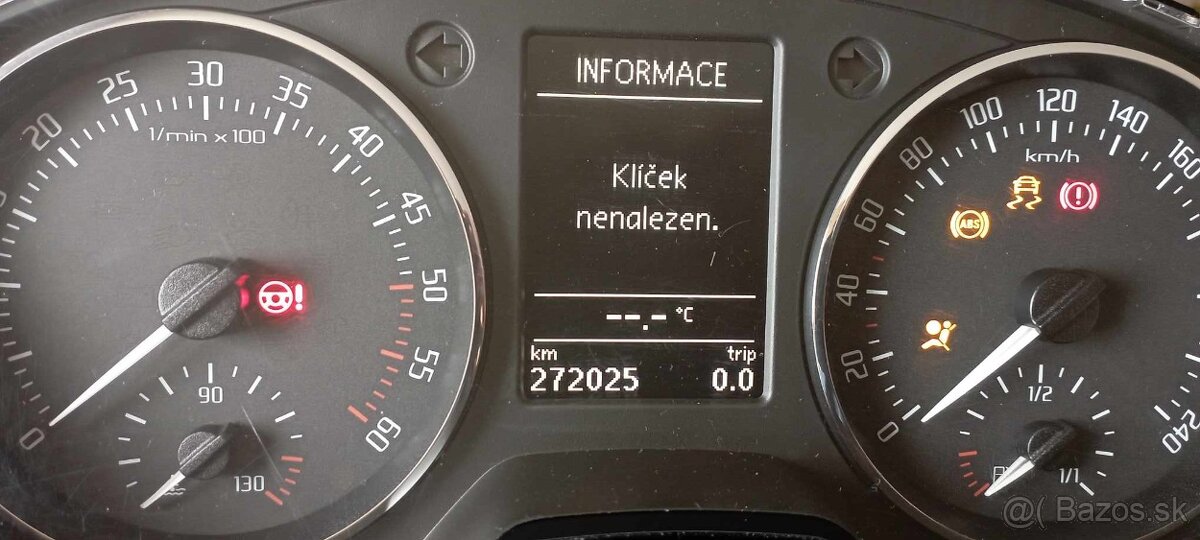 INFORMACE
Klíček
nenalezen.
--.- °C
km trip
272025 0.0
1/min x 100
0
20
25
30
35
40
45
50
55
60
90
130
km/h
0
20
40
60
80
100
120
140
160
240
ABS
1/2
1/1
@( Bazos.sk